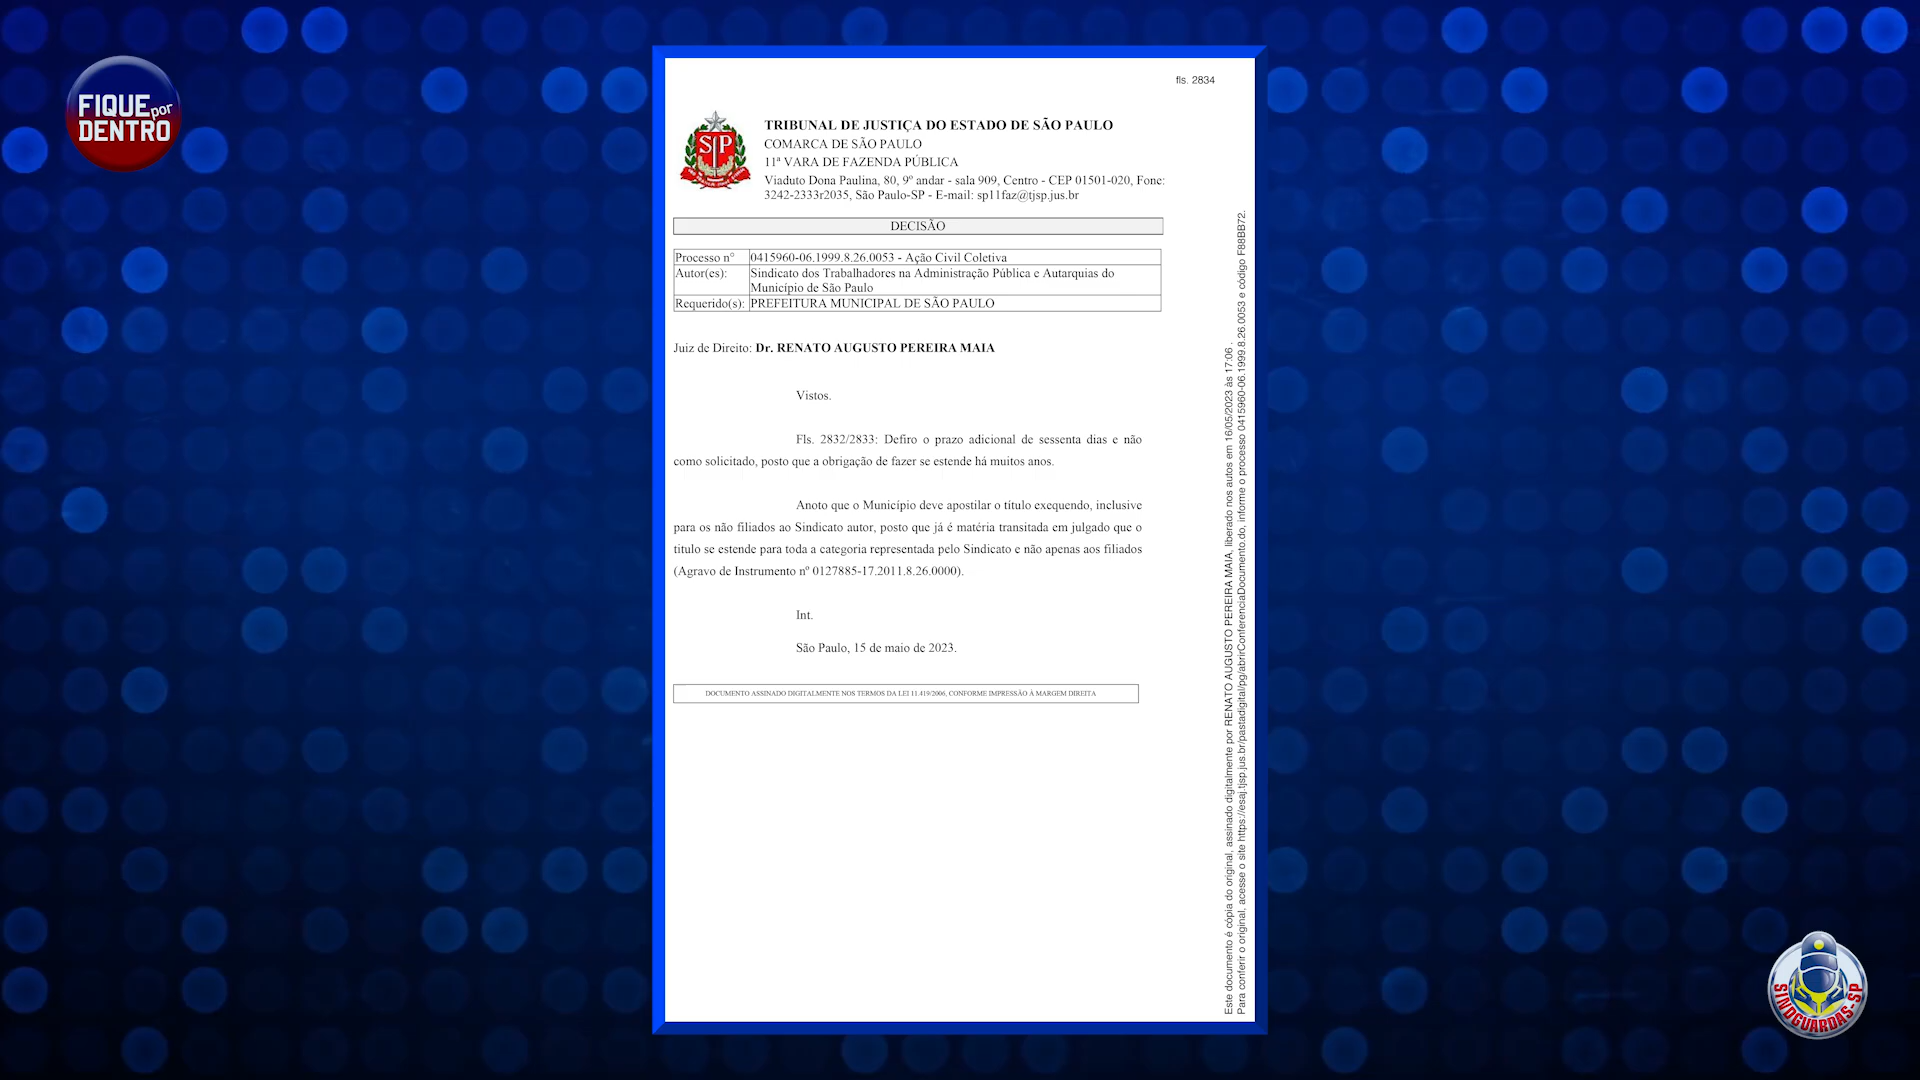 FIQUE por
DENTRO
fls. 2834
SP
TRIBUNAL DE JUSTIÇA DO ESTADO DE SÃO PAULO
COMARCA DE SÃO PAULO
11ª VARA DE FAZENDA PÚBLICA
Viaduto Dona Paulina, 80, 9º andar - sala 909, Centro - CEP 01501-020, Fone:
3242-2333r2035, São Paulo-SP - E-mail: sp11faz@tjsp.jus.br
DECISÃO
Processo nº 0415960-06.1999.8.26.0053 - Ação Civil Coletiva
Autor(es): Sindicato dos Trabalhadores na Administração Pública e Autarquias do
Município de São Paulo
Requerido(s): PREFEITURA MUNICIPAL DE SÃO PAULO
Juiz de Direito: Dr. RENATO AUGUSTO PEREIRA MAIA
Vistos.
Fls. 2832/2833: Defiro o prazo adicional de sessenta dias e não
como solicitado, posto que a obrigação de fazer se estende há muitos anos.
Anoto que o Município deve apostilar o título exequendo, inclusive
para os não filiados ao Sindicato autor, posto que já é matéria transitada em julgado que o
titulo se estende para toda a categoria representada pelo Sindicato e não apenas aos filiados
(Agravo de Instrumento nº 0127885-17.2011.8.26.0000).
Int.
São Paulo, 15 de maio de 2023.
DOCUMENTO ASSINADO DIGITALMENTE NOS TERMOS DA LEI 11.419/2006, CONFORME IMPRESSÃO À MARGEM DIREITA
Este documento é cópia do original, assinado digitalmente por RENATO AUGUSTO PEREIRA MAIA, liberado nos autos em 16/05/2023 às 17:06 .
Para conferir o original, acesse o site https://esaj.tjsp.jus.br/pastadigital/pg/abrirConferenciaDocumento.do, informe o processo 0415960-06.1999.8.26.0053 e código F88BB72.
SINDGUARDAS-SP